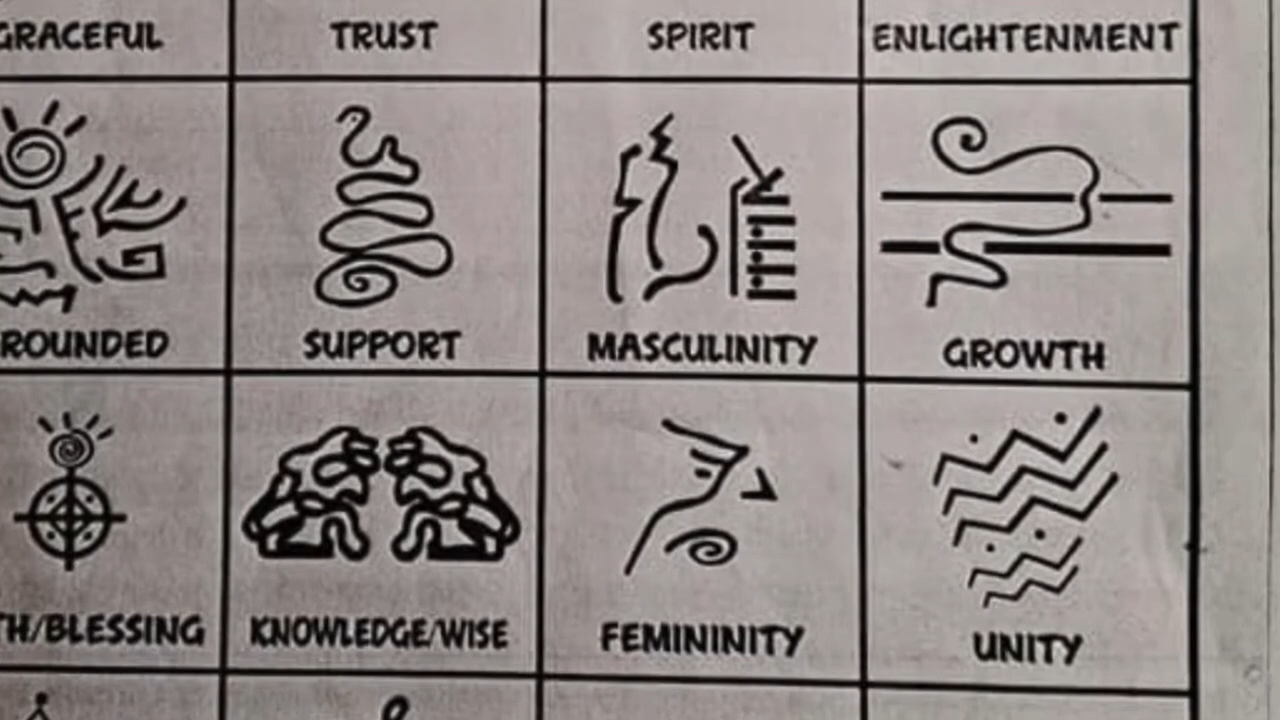 GRACEFUL TRUST SPIRIT ENLIGHTENMENT
ROUNDED SUPPORT MASCULINITY GROWTH
TH/BLESSING KNOWLEDGE/WISE FEMININITY UNITY